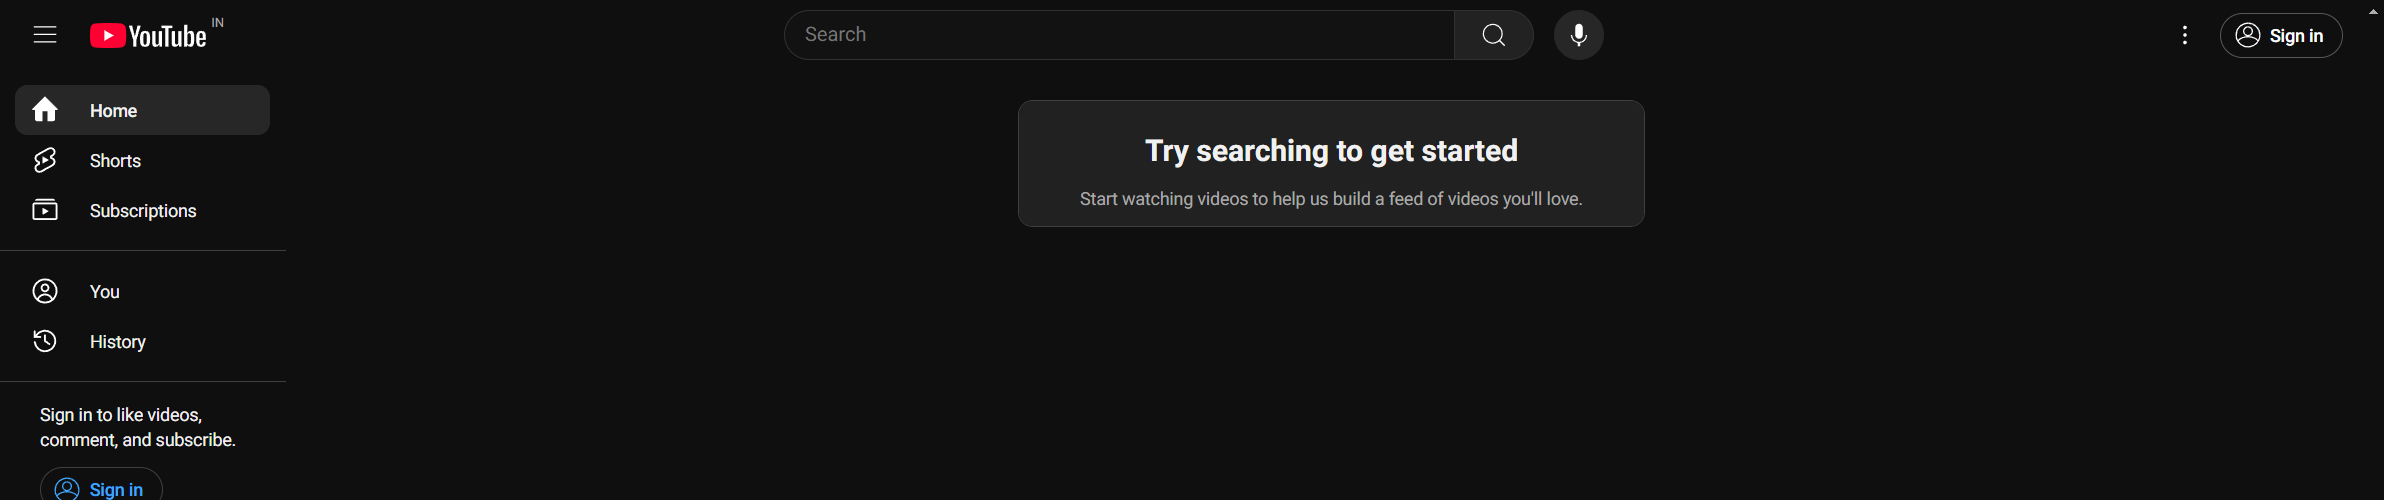 YouTube IN
Search
Sign in
Home
Shorts
Subscriptions
You
History
Sign in to like videos,
comment, and subscribe.
Sign in
Try searching to get started
Start watching videos to help us build a feed of videos you'll love.